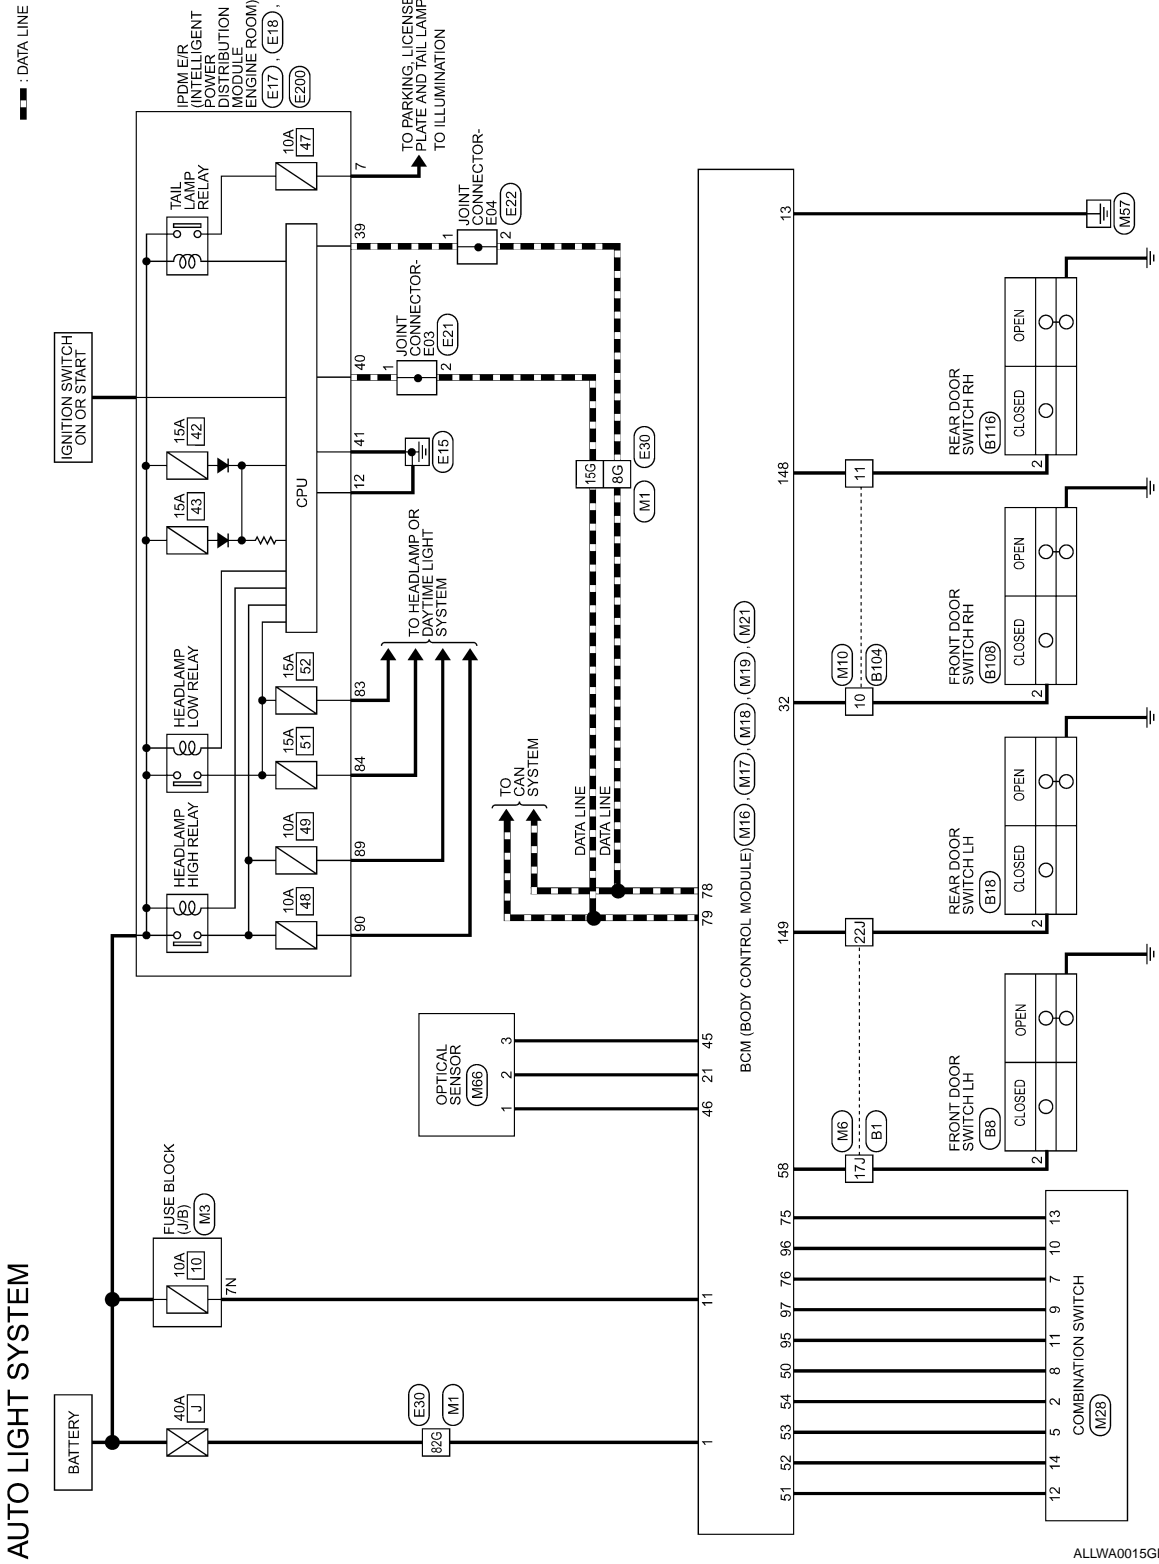 AUTO LIGHT SYSTEM
: DATA LINE
BATTERY
IGNITION SWITCH
ON OR START
40A
J
FUSE BLOCK
(J/B)
M3
10A
10
7N
E30
M1
82G
IPDM E/R
(INTELLIGENT
POWER
DISTRIBUTION
MODULE
ENGINE ROOM)
E17 , E18 ,
E200
HEADLAMP
HIGH RELAY
HEADLAMP
LOW RELAY
TAIL
LAMP
RELAY
10A
48
10A
49
15A
51
15A
52
15A
43
15A
42
10A
47
CPU
90
89
84
83
12
41
40
39
7
TO HEADLAMP OR
DAYTIME LIGHT
SYSTEM
E15
TO PARKING, LICENSE
PLATE AND TAIL LAMP
TO ILLUMINATION
JOINT
CONNECTOR-
E03
E21
1
2
JOINT
CONNECTOR-
E04
E22
1
2
15G
8G
E30
M1
TO
CAN
SYSTEM
DATA LINE
DATA LINE
OPTICAL
SENSOR
M66
1
2
3
1
11
46
21
45
79
78
BCM (BODY CONTROL MODULE) M16 , M17 , M18 , M19 , M21
51
52
53
54
50
95
97
76
96
75
58
149
32
148
13
12
14
5
2
8
11
9
7
10
13
COMBINATION SWITCH
M28
17J
M6
B1
22J
10
M10
B104
11
M57
FRONT DOOR
SWITCH LH
B8
2
CLOSED
OPEN
REAR DOOR
SWITCH LH
B18
2
CLOSED
OPEN
FRONT DOOR
SWITCH RH
B108
2
CLOSED
OPEN
REAR DOOR
SWITCH RH
B116
2
CLOSED
OPEN